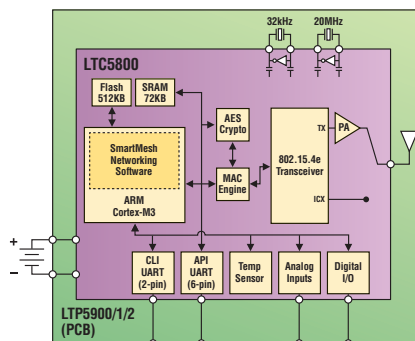 32kHz
20MHz
LTC5800
Flash
512KB
SRAM
72KB
AES
Crypto
SmartMesh
Networking
Software
ARM
Cortex-M3
MAC
Engine
802.15.4e
Transceiver
TX
PA
ICX
+
–
CLI
UART
(2-pin)
API
UART
(6-pin)
Temp
Sensor
Analog
Inputs
Digital
I/O
LTP5900/1/2
(PCB)